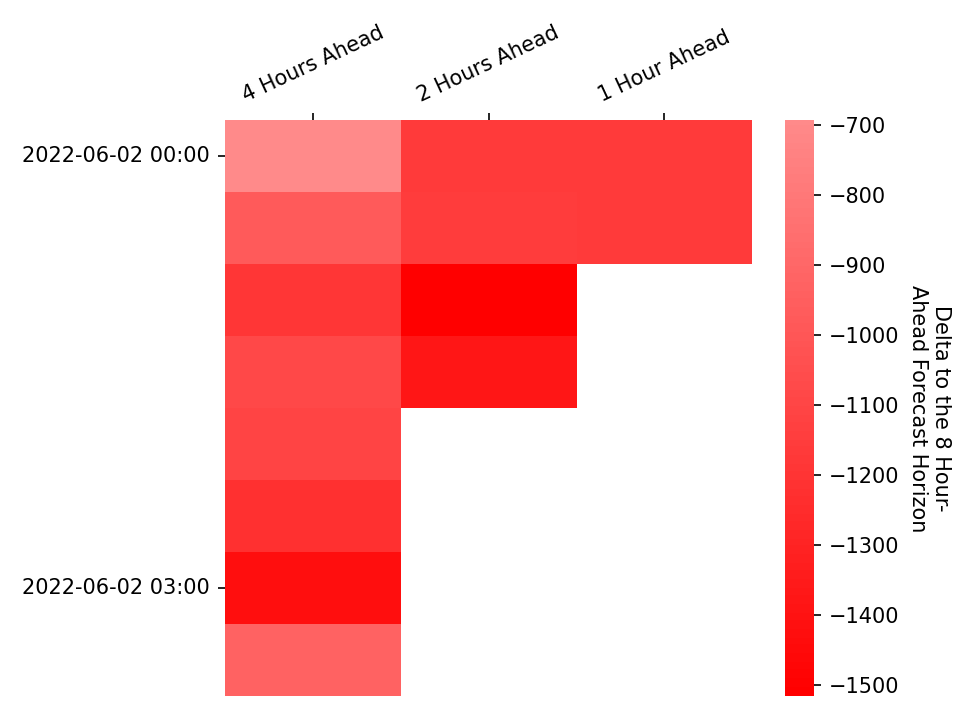 4 Hours Ahead
2 Hours Ahead
1 Hour Ahead
2022-06-02 00:00
2022-06-02 03:00
−700
−800
−900
−1000
−1100
−1200
−1300
−1400
−1500
Delta to the 8 Hour-
Ahead Forecast Horizon